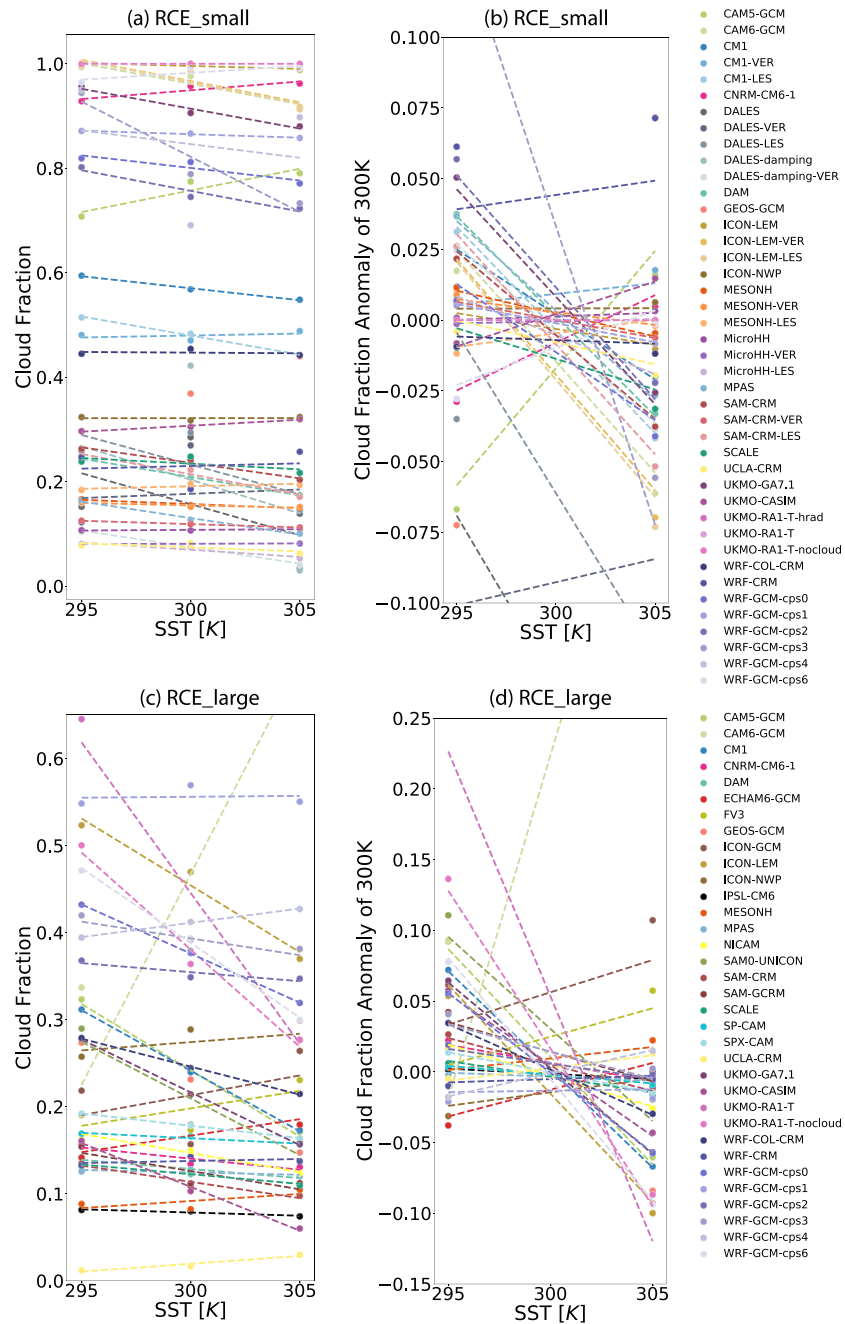 (a) RCE_small
(b) RCE_small
Cloud Fraction
1.0
0.8
0.6
0.4
0.2
0.0
295
300
305
SST [K]
Cloud Fraction Anomaly of 300K
0.100
0.075
0.050
0.025
0.000
−0.025
−0.050
−0.075
−0.100
295
300
305
SST [K]
CAM5-GCM
CAM6-GCM
CM1
CM1-VER
CM1-LES
CNRM-CM6-1
DALES
DALES-VER
DALES-LES
DALES-damping
DALES-damping-VER
DAM
GEOS-GCM
ICON-LEM
ICON-LEM-VER
ICON-LEM-LES
ICON-NWP
MESONH
MESONH-VER
MESONH-LES
MicroHH
MicroHH-VER
MicroHH-LES
MPAS
SAM-CRM
SAM-CRM-VER
SAM-CRM-LES
SCALE
UCLA-CRM
UKMO-GA7.1
UKMO-CASIM
UKMO-RA1-T-hrad
UKMO-RA1-T
UKMO-RA1-T-nocloud
WRF-COL-CRM
WRF-CRM
WRF-GCM-cps0
WRF-GCM-cps1
WRF-GCM-cps2
WRF-GCM-cps3
WRF-GCM-cps4
WRF-GCM-cps6
(c) RCE_large
(d) RCE_large
Cloud Fraction
0.6
0.5
0.4
0.3
0.2
0.1
0.0
295
300
305
SST [K]
Cloud Fraction Anomaly of 300K
0.25
0.20
0.15
0.10
0.05
0.00
−0.05
−0.10
−0.15
295
300
305
SST [K]
CAM5-GCM
CAM6-GCM
CM1
CNRM-CM6-1
DAM
ECHAM6-GCM
FV3
GEOS-GCM
ICON-GCM
ICON-LEM
ICON-NWP
IPSL-CM6
MESONH
MPAS
NICAM
SAM0-UNICON
SAM-CRM
SAM-GCRM
SCALE
SP-CAM
SPX-CAM
UCLA-CRM
UKMO-GA7.1
UKMO-CASIM
UKMO-RA1-T
UKMO-RA1-T-nocloud
WRF-COL-CRM
WRF-CRM
WRF-GCM-cps0
WRF-GCM-cps1
WRF-GCM-cps2
WRF-GCM-cps3
WRF-GCM-cps4
WRF-GCM-cps6